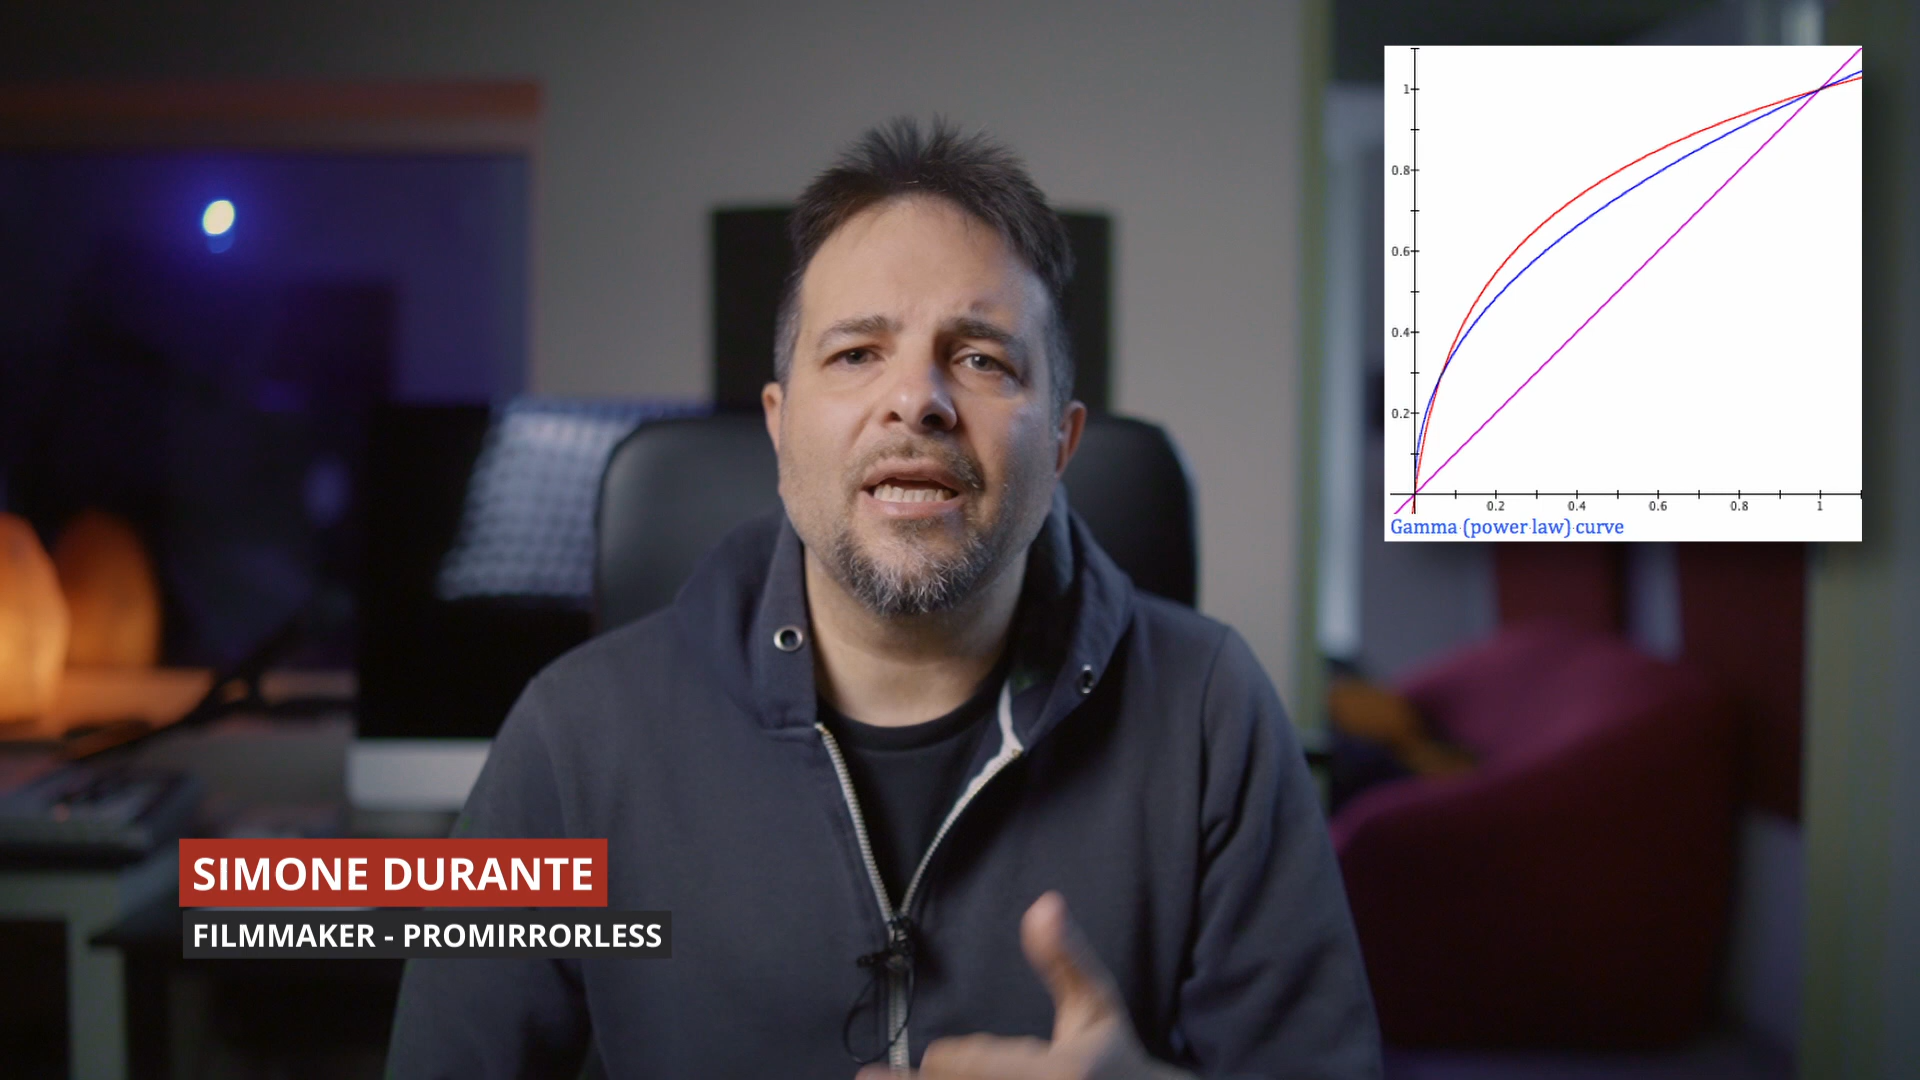 1
0.8
0.6
0.4
0.2
0.2 0.4 0.6 0.8 1
Gamma (power law) curve
SIMONE DURANTE
FILMMAKER - PROMIRRORLESS